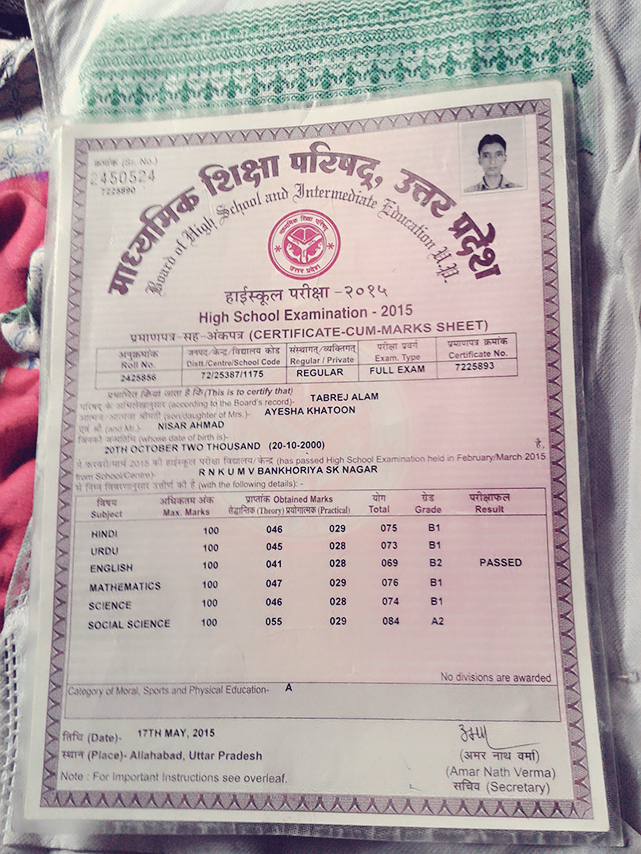 क्रमांक (Sr. No.)
2450524
7225890
माध्यमिक शिक्षा परिषद्, उत्तर प्रदेश
Board of High School and Intermediate Education U.P.
माध्यमिक शिक्षा परिषद्
उत्तर प्रदेश
हाईस्कूल परीक्षा -२०१५
High School Examination - 2015
प्रमाणपत्र-सह-अंकपत्र (CERTIFICATE-CUM-MARKS SHEET)
अनुक्रमांक जनपद/केन्द्र/विद्यालय कोड संस्थागत/व्यक्तिगत परीक्षा प्रवर्ग प्रमाणपत्र क्रमांक
Roll No. Distt./Centre/School Code Regular / Private Exam. Type Certificate No.
2425858 72/25387/1175 REGULAR FULL EXAM 7225893
प्रमाणित किया जाता है कि (This is to certify that) TABREJ ALAM
परिषद के अभिलेखानुसार (according to the Board's record)-
आत्मज/आत्मजा श्रीमती (son/daughter of Mrs.)- AYESHA KHATOON
एवं श्री (and Mr.) NISAR AHMAD
जिनकी जन्मतिथि (whose date of birth is)-
20TH OCTOBER TWO THOUSAND (20-10-2000) है,
ने फरवरी/मार्च 2015 की हाईस्कूल परीक्षा विद्यालय/केन्द्र (has passed High School Examination held in February/March 2015
from School/Centre)- R N K U M V BANKHORIYA SK NAGAR
से निम्न विवरणानुसार उत्तीर्ण की है (with the following details): -
विषय अधिकतम अंक प्राप्तांक Obtained Marks योग ग्रेड परीक्षाफल
Subject Max. Marks सैद्धान्तिक (Theory) प्रयोगात्मक (Practical) Total Grade Result
HINDI 100 046 029 075 B1
URDU 100 045 028 073 B1
ENGLISH 100 041 028 069 B2 PASSED
MATHEMATICS 100 047 029 076 B1
SCIENCE 100 046 028 074 B1
SOCIAL SCIENCE 100 055 029 084 A2
No divisions are awarded
Category of Moral, Sports and Physical Education- A
तिथि (Date)- 17TH MAY, 2015
स्थान (Place)- Allahabad, Uttar Pradesh
(अमर नाथ वर्मा)
(Amar Nath Verma)
सचिव (Secretary)
Note : For Important Instructions see overleaf.